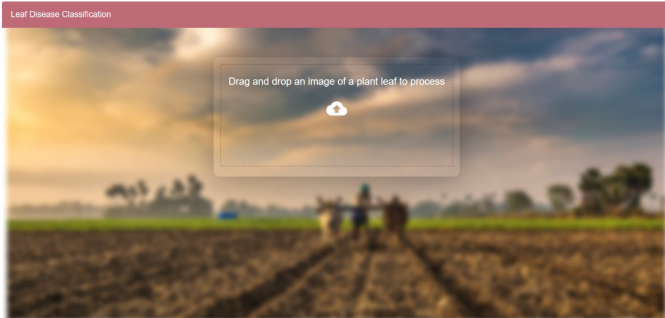 Leaf Disease Classification
Drag and drop an image of a plant leaf to process